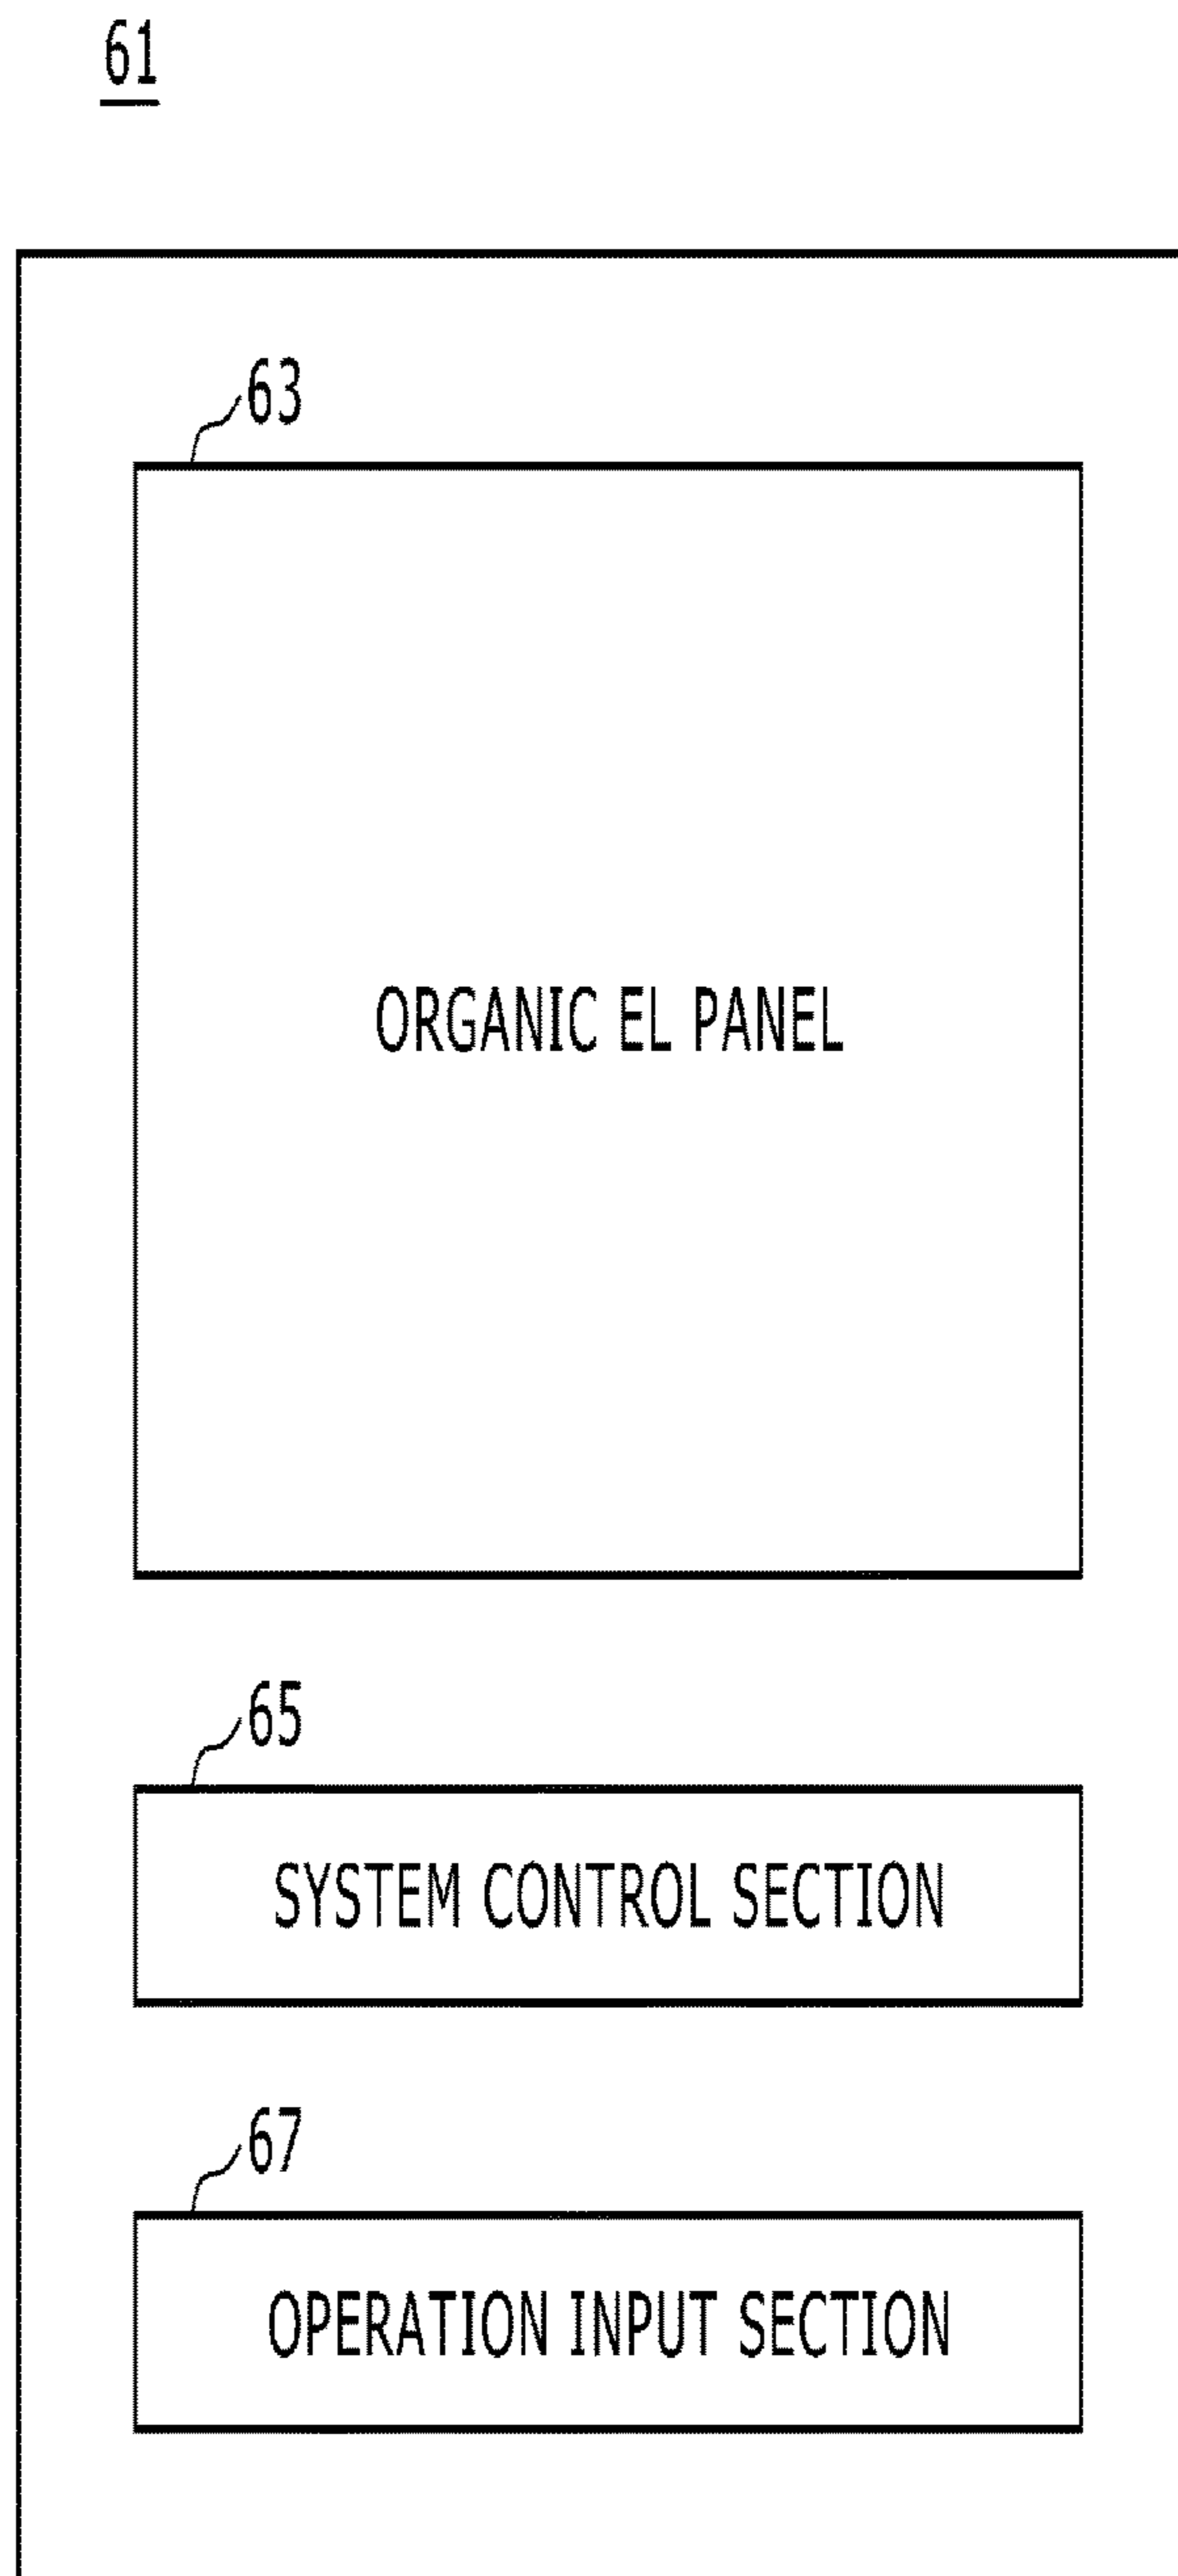 61
63
ORGANIC EL PANEL
65
SYSTEM CONTROL SECTION
67
OPERATION INPUT SECTION